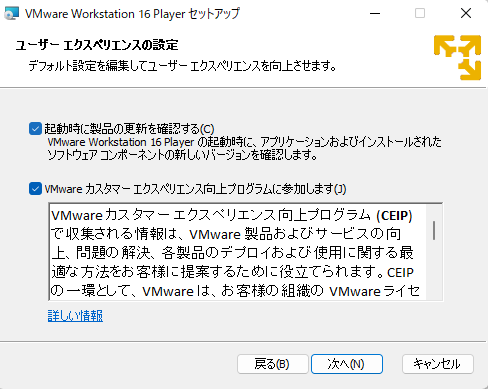 VMware Workstation 16 Player セットアップ
ユーザー エクスペリエンスの設定
デフォルト設定を編集してユーザー エクスペリエンスを向上させます。
起動時に製品の更新を確認する(C)
VMware Workstation 16 Player の起動時に、アプリケーションおよびインストールされた
ソフトウェア コンポーネントの新しいバージョンを確認します。
VMware カスタマー エクスペリエンス向上プログラムに参加します(J)
VMware カスタマー エクスペリエンス向上プログラム (CEIP)
で収集される情報は、VMware 製品およびサービスの向
上、問題の解決、各製品のデプロイおよび使用に関する最
適な方法をお客様に提案するために役立てられます。CEIP
の一環として、VMware は、お客様の組織の VMware ライセ
詳しい情報
戻る(B)
次へ(N)
キャンセル